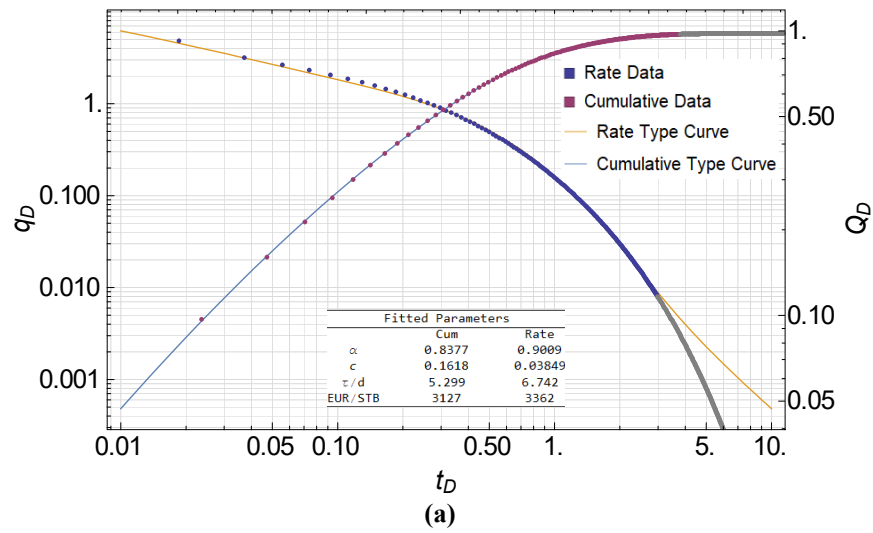 1.
0.100
0.010
0.001
q_D
0.01
0.05
0.10
0.50
1.
5.
10.
t_D
1.
0.50
0.10
0.05
Q_D
Rate Data
Cumulative Data
Rate Type Curve
Cumulative Type Curve
Fitted Parameters
Cum Rate
α 0.8377 0.9009
c 0.1618 0.03849
τ/d 5.299 6.742
EUR/STB 3127 3362
(a)